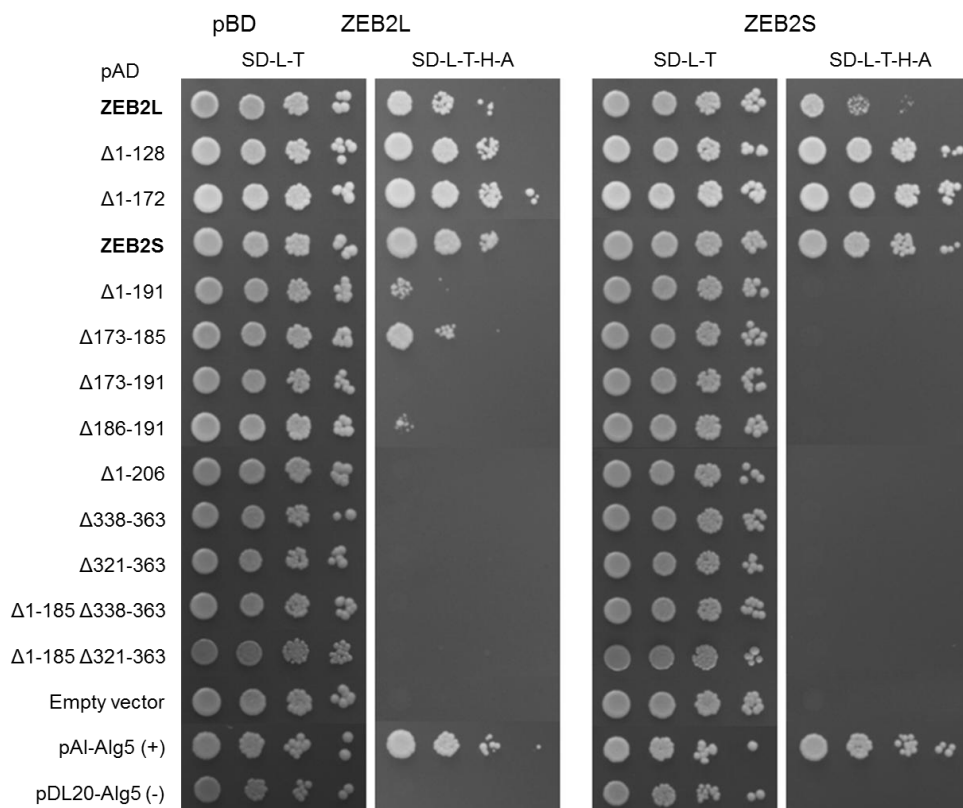 pBD ZEB2L ZEB2S
pAD SD-L-T SD-L-T-H-A SD-L-T SD-L-T-H-A
ZEB2L
Δ1-128
Δ1-172
ZEB2S
Δ1-191
Δ173-185
Δ173-191
Δ186-191
Δ1-206
Δ338-363
Δ321-363
Δ1-185 Δ338-363
Δ1-185 Δ321-363
Empty vector
pAI-Alg5 (+)
pDL20-Alg5 (-)